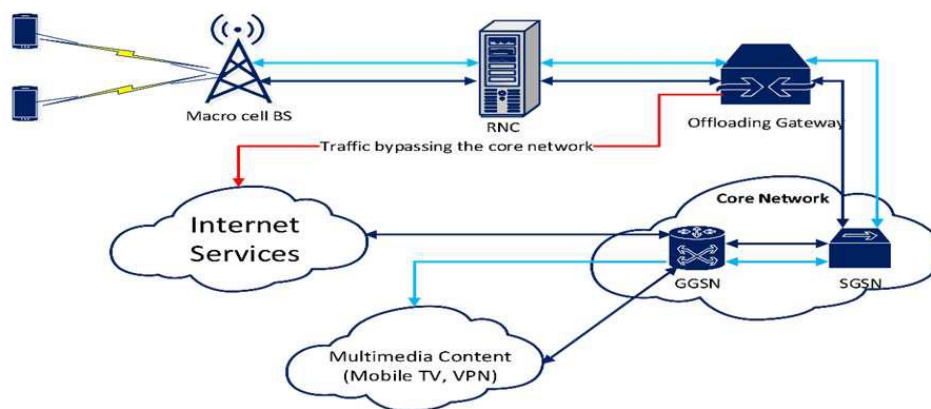 Macro cell BS
RNC
Offloading Gateway
Traffic bypassing the core network
Internet
Services
Core Network
GGSN
SGSN
Multimedia Content
(Mobile TV, VPN)